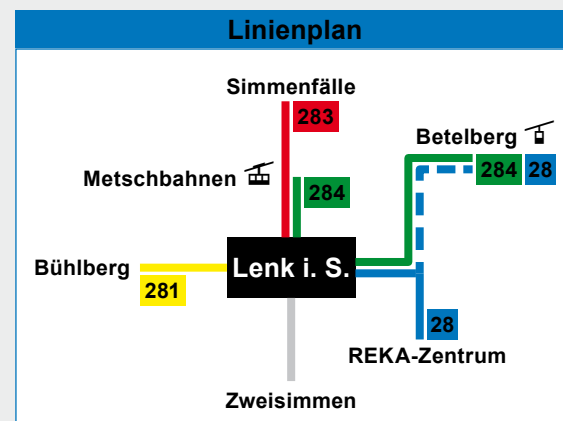 Linienplan
Simmenfälle
283
Betelberg
284 28
Metschbahnen
284
Bühlberg
281
Lenk i. S.
28
REKA-Zentrum
Zweisimmen